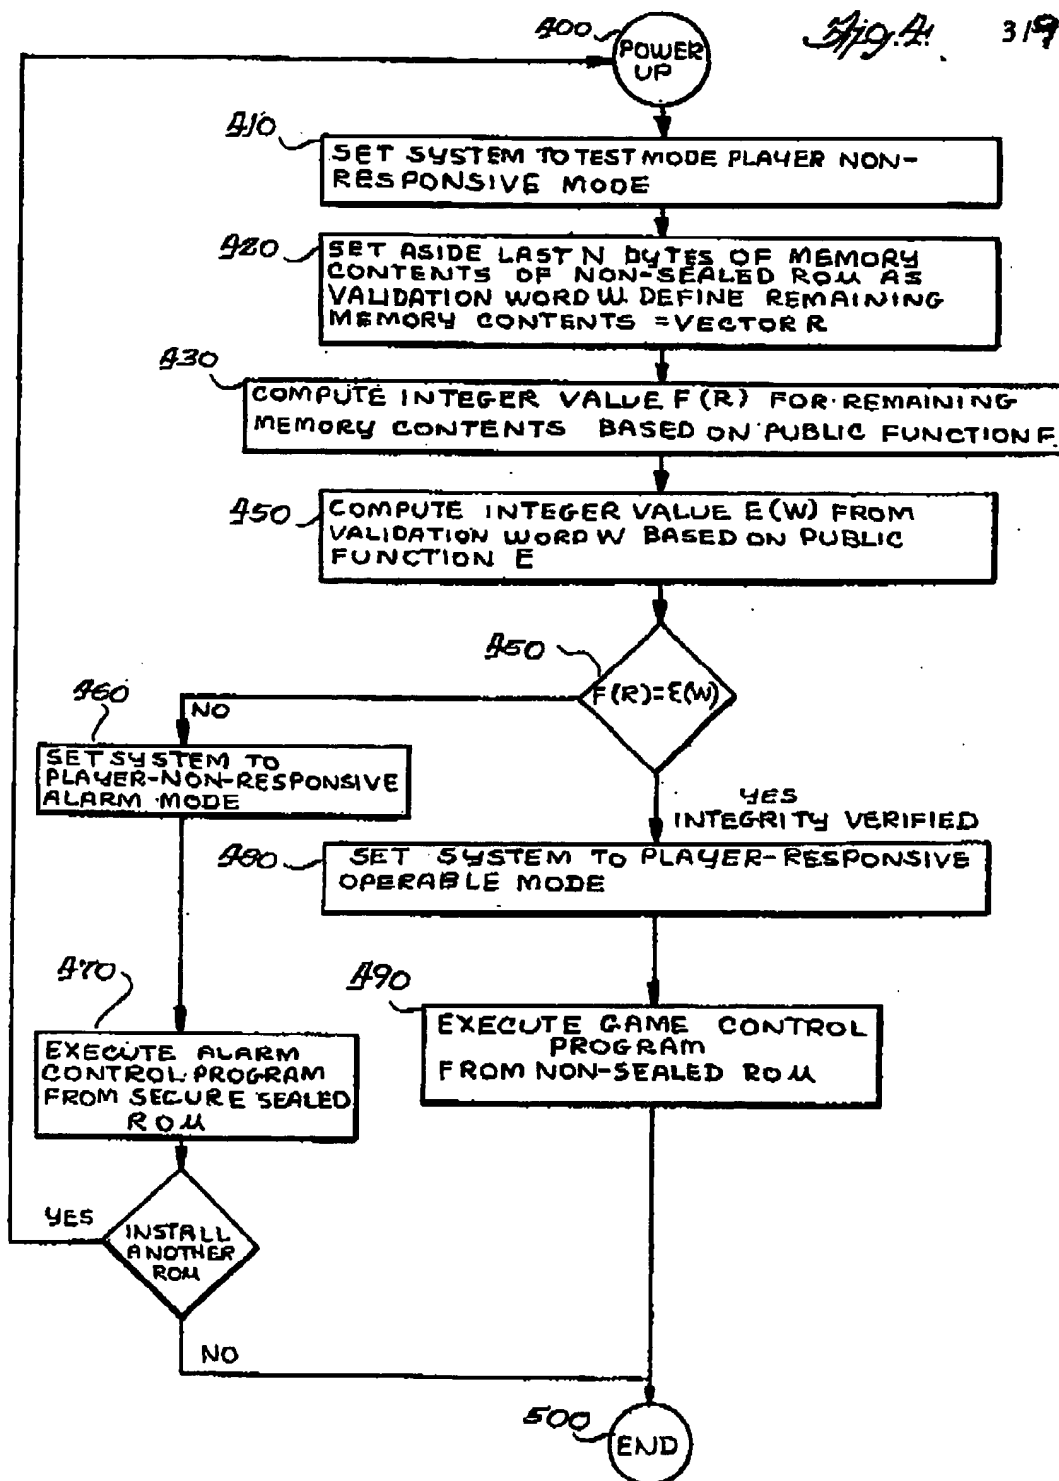 400
Fig. 4.
3/9
POWER
UP
410
SET SYSTEM TO TEST MODE PLAYER NON-
RESPONSIVE MODE
420
SET ASIDE LAST N BYTES OF MEMORY
CONTENTS OF NON-SEALED ROM AS
VALIDATION WORD W. DEFINE REMAINING
MEMORY CONTENTS = VECTOR R
430
COMPUTE INTEGER VALUE F(R) FOR REMAINING
MEMORY CONTENTS BASED ON PUBLIC FUNCTION F.
450
COMPUTE INTEGER VALUE E(W) FROM
VALIDATION WORD W BASED ON PUBLIC
FUNCTION E
450
F(R)=E(W)
460
NO
SET SYSTEM TO
PLAYER-NON-RESPONSIVE
ALARM MODE
YES
INTEGRITY VERIFIED
480
SET SYSTEM TO PLAYER-RESPONSIVE
OPERABLE MODE
470
EXECUTE ALARM
CONTROL PROGRAM
FROM SECURE SEALED
ROM
490
EXECUTE GAME CONTROL
PROGRAM
FROM NON-SEALED ROM
YES
INSTALL
ANOTHER
ROM
NO
500
END